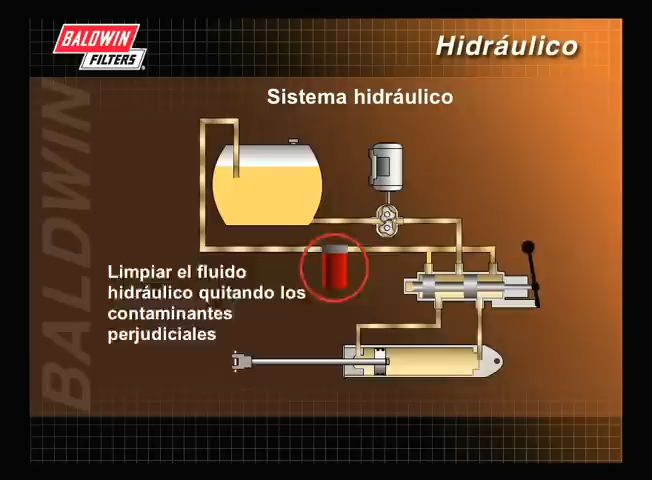 BALDWIN
FILTERS
Hidráulico
Sistema hidráulico
BALDWIN
Limpiar el fluido
hidráulico quitando los
contaminantes
perjudiciales